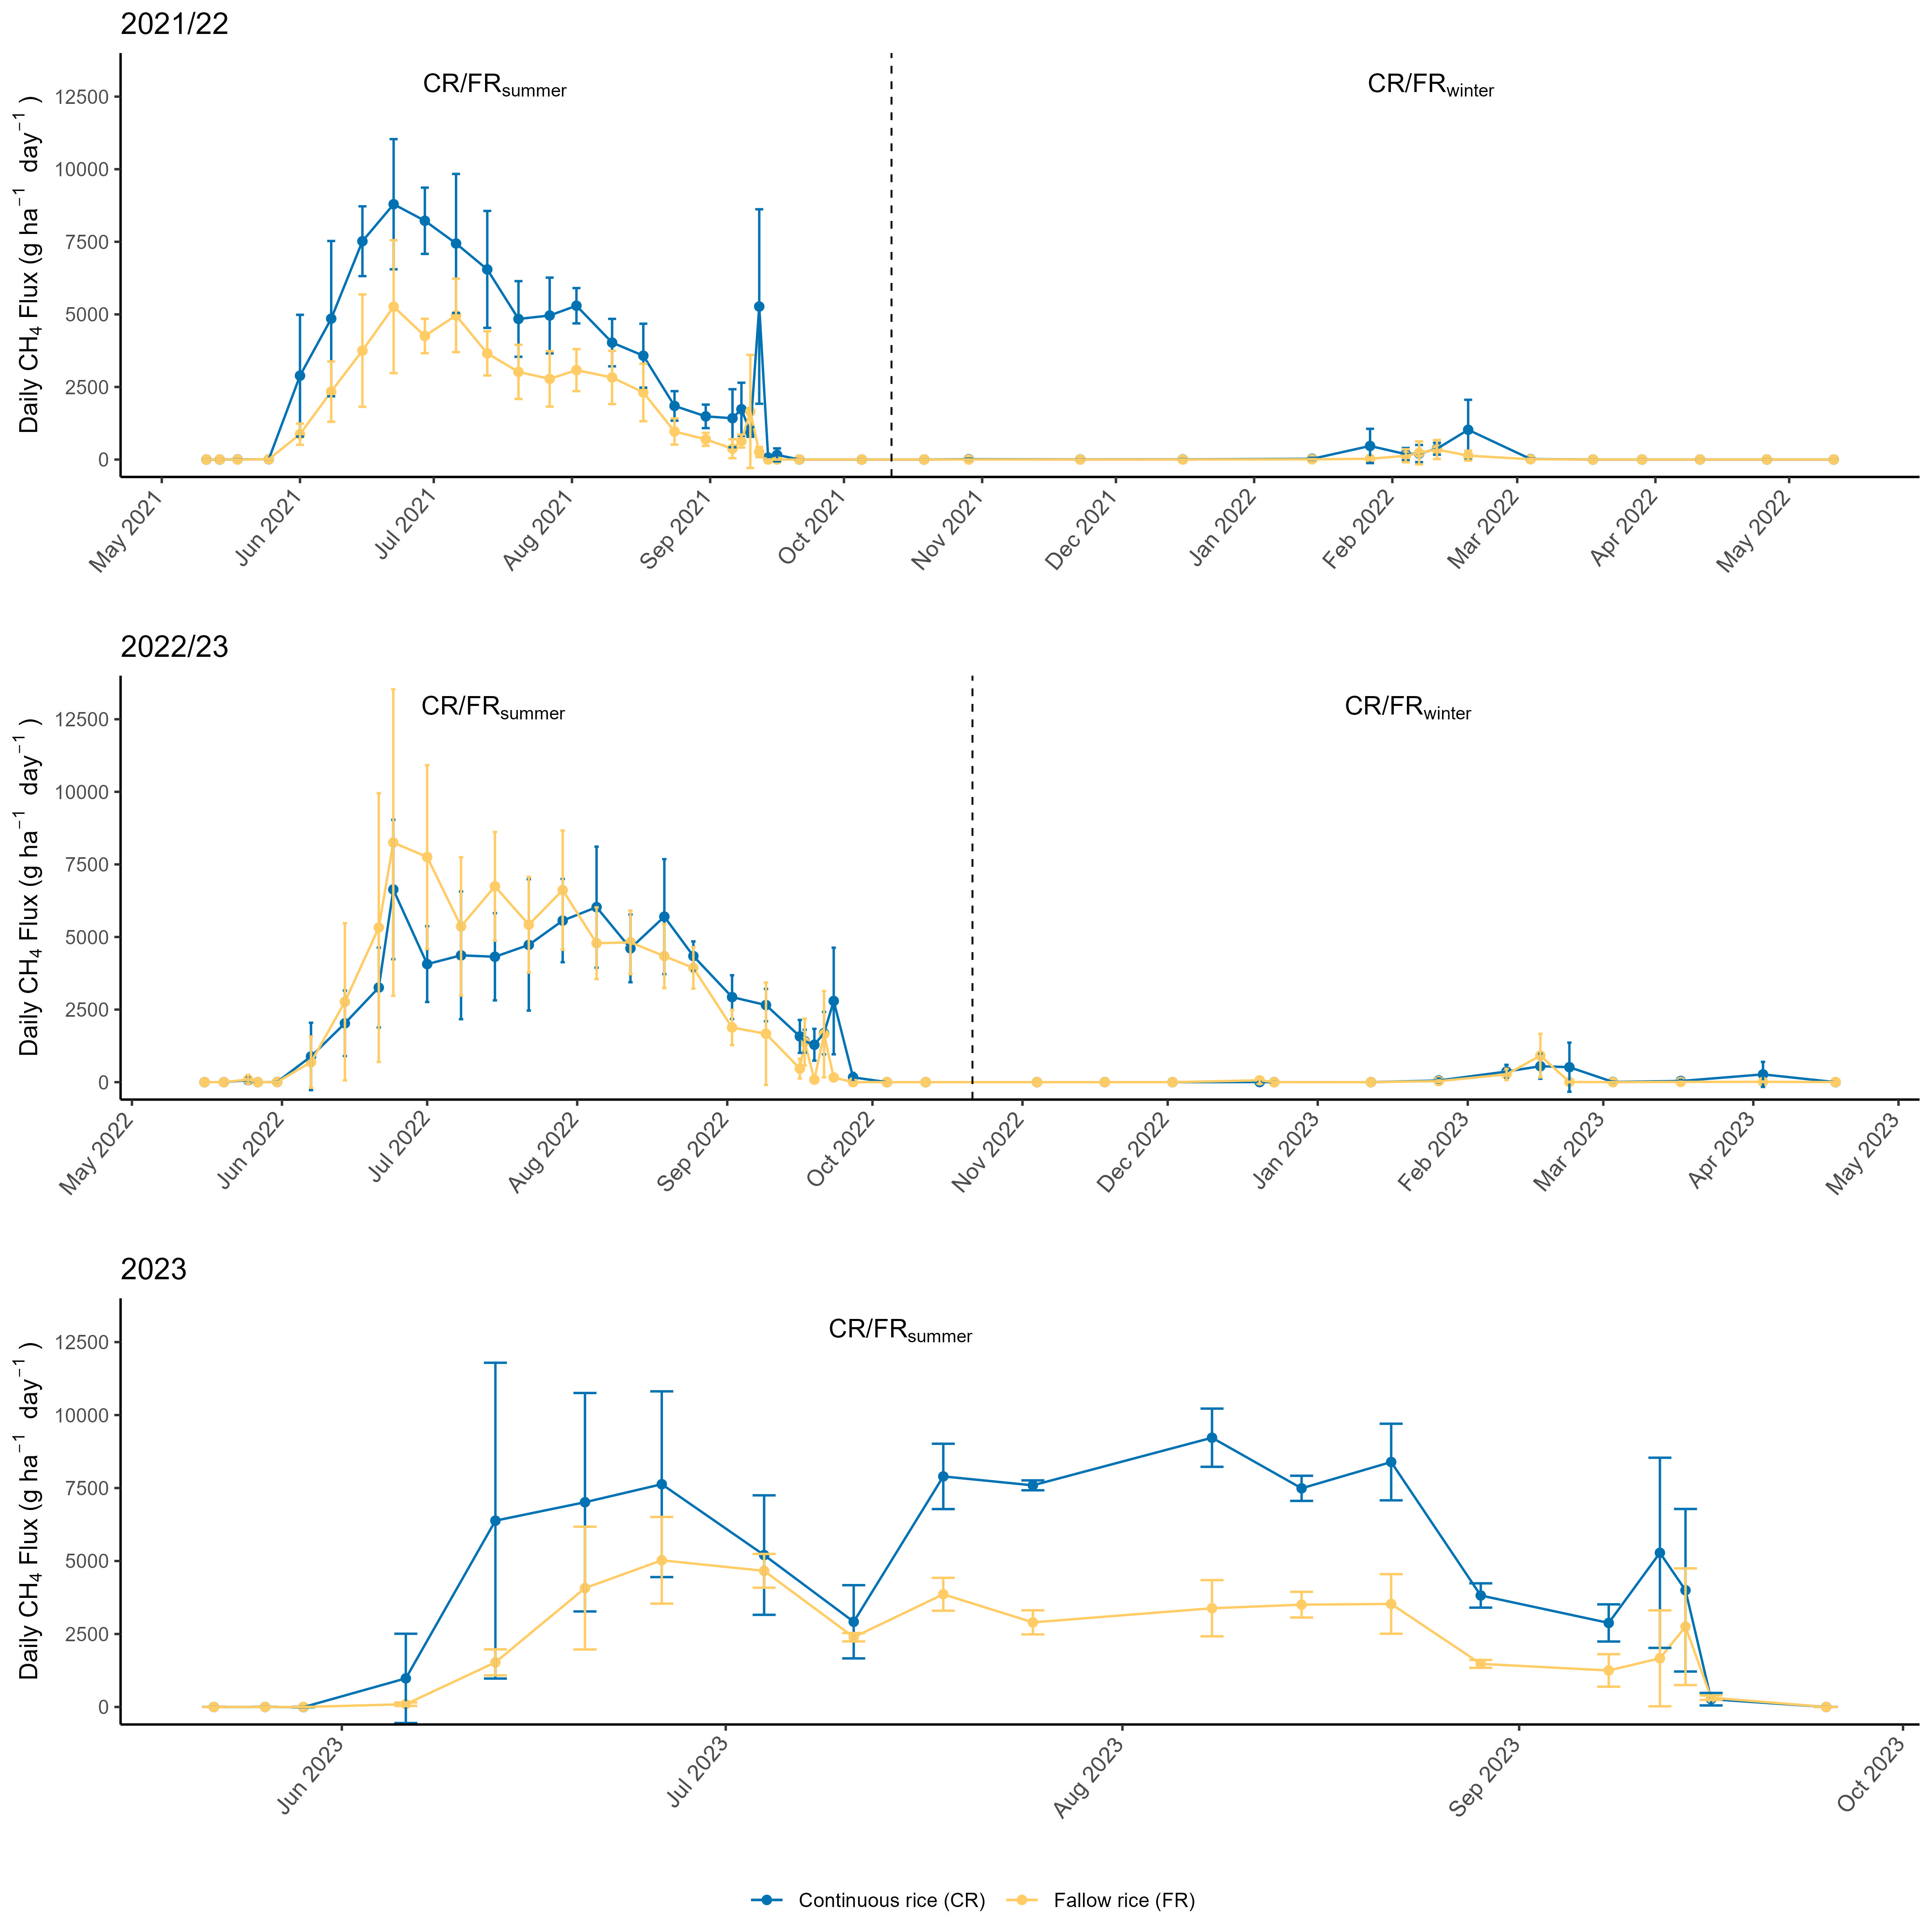 2021/22
CR/FRsummer
CR/FRwinter
Daily CH4 Flux (g ha−1 day−1 )
12500
10000
7500
5000
2500
0
May 2021
Jun 2021
Jul 2021
Aug 2021
Sep 2021
Oct 2021
Nov 2021
Dec 2021
Jan 2022
Feb 2022
Mar 2022
Apr 2022
May 2022
2022/23
CR/FRsummer
CR/FRwinter
Daily CH4 Flux (g ha−1 day−1 )
12500
10000
7500
5000
2500
0
May 2022
Jun 2022
Jul 2022
Aug 2022
Sep 2022
Oct 2022
Nov 2022
Dec 2022
Jan 2023
Feb 2023
Mar 2023
Apr 2023
May 2023
2023
CR/FRsummer
Daily CH4 Flux (g ha−1 day−1 )
12500
10000
7500
5000
2500
0
Jun 2023
Jul 2023
Aug 2023
Sep 2023
Oct 2023
Continuous rice (CR)
Fallow rice (FR)